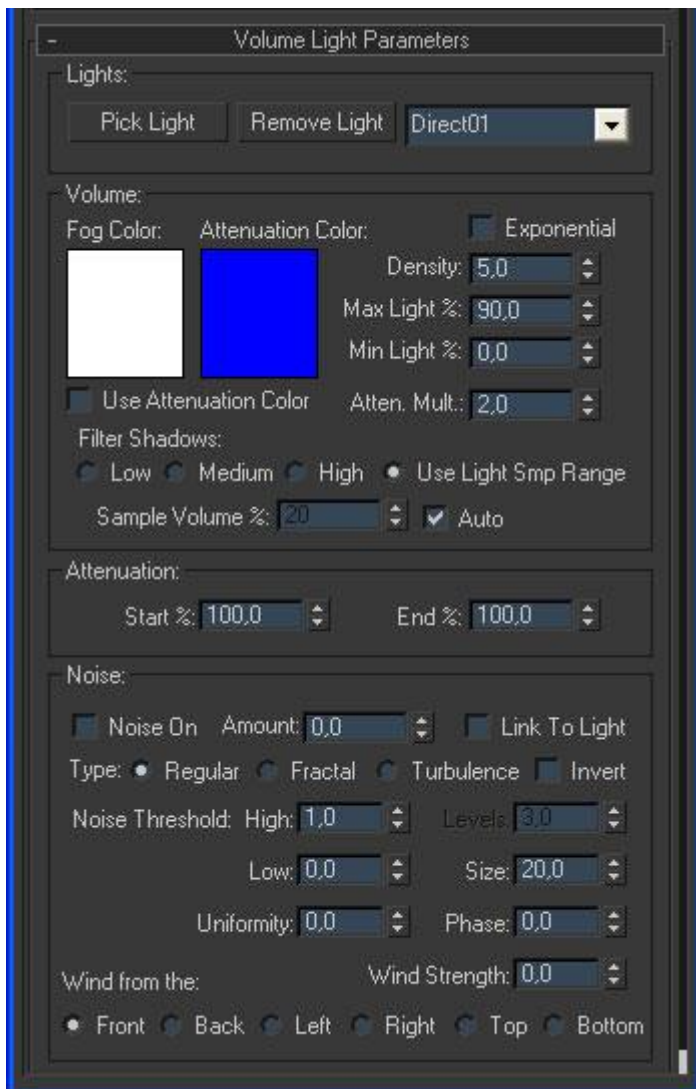 - Volume Light Parameters
Lights:
Pick Light Remove Light Direct01
Volume:
Fog Color: Attenuation Color: Exponential
Density: 5,0
Max Light %: 90,0
Min Light %: 0,0
Use Attenuation Color Atten. Mult.: 2,0
Filter Shadows:
Low Medium High Use Light Smp Range
Sample Volume %: 20 Auto
Attenuation:
Start %: 100,0 End %: 100,0
Noise:
Noise On Amount: 0,0 Link To Light
Type: Regular Fractal Turbulence Invert
Noise Threshold: High: 1,0 Levels: 3,0
Low: 0,0 Size: 20,0
Uniformity: 0,0 Phase: 0,0
Wind from the: Wind Strength: 0,0
Front Back Left Right Top Bottom